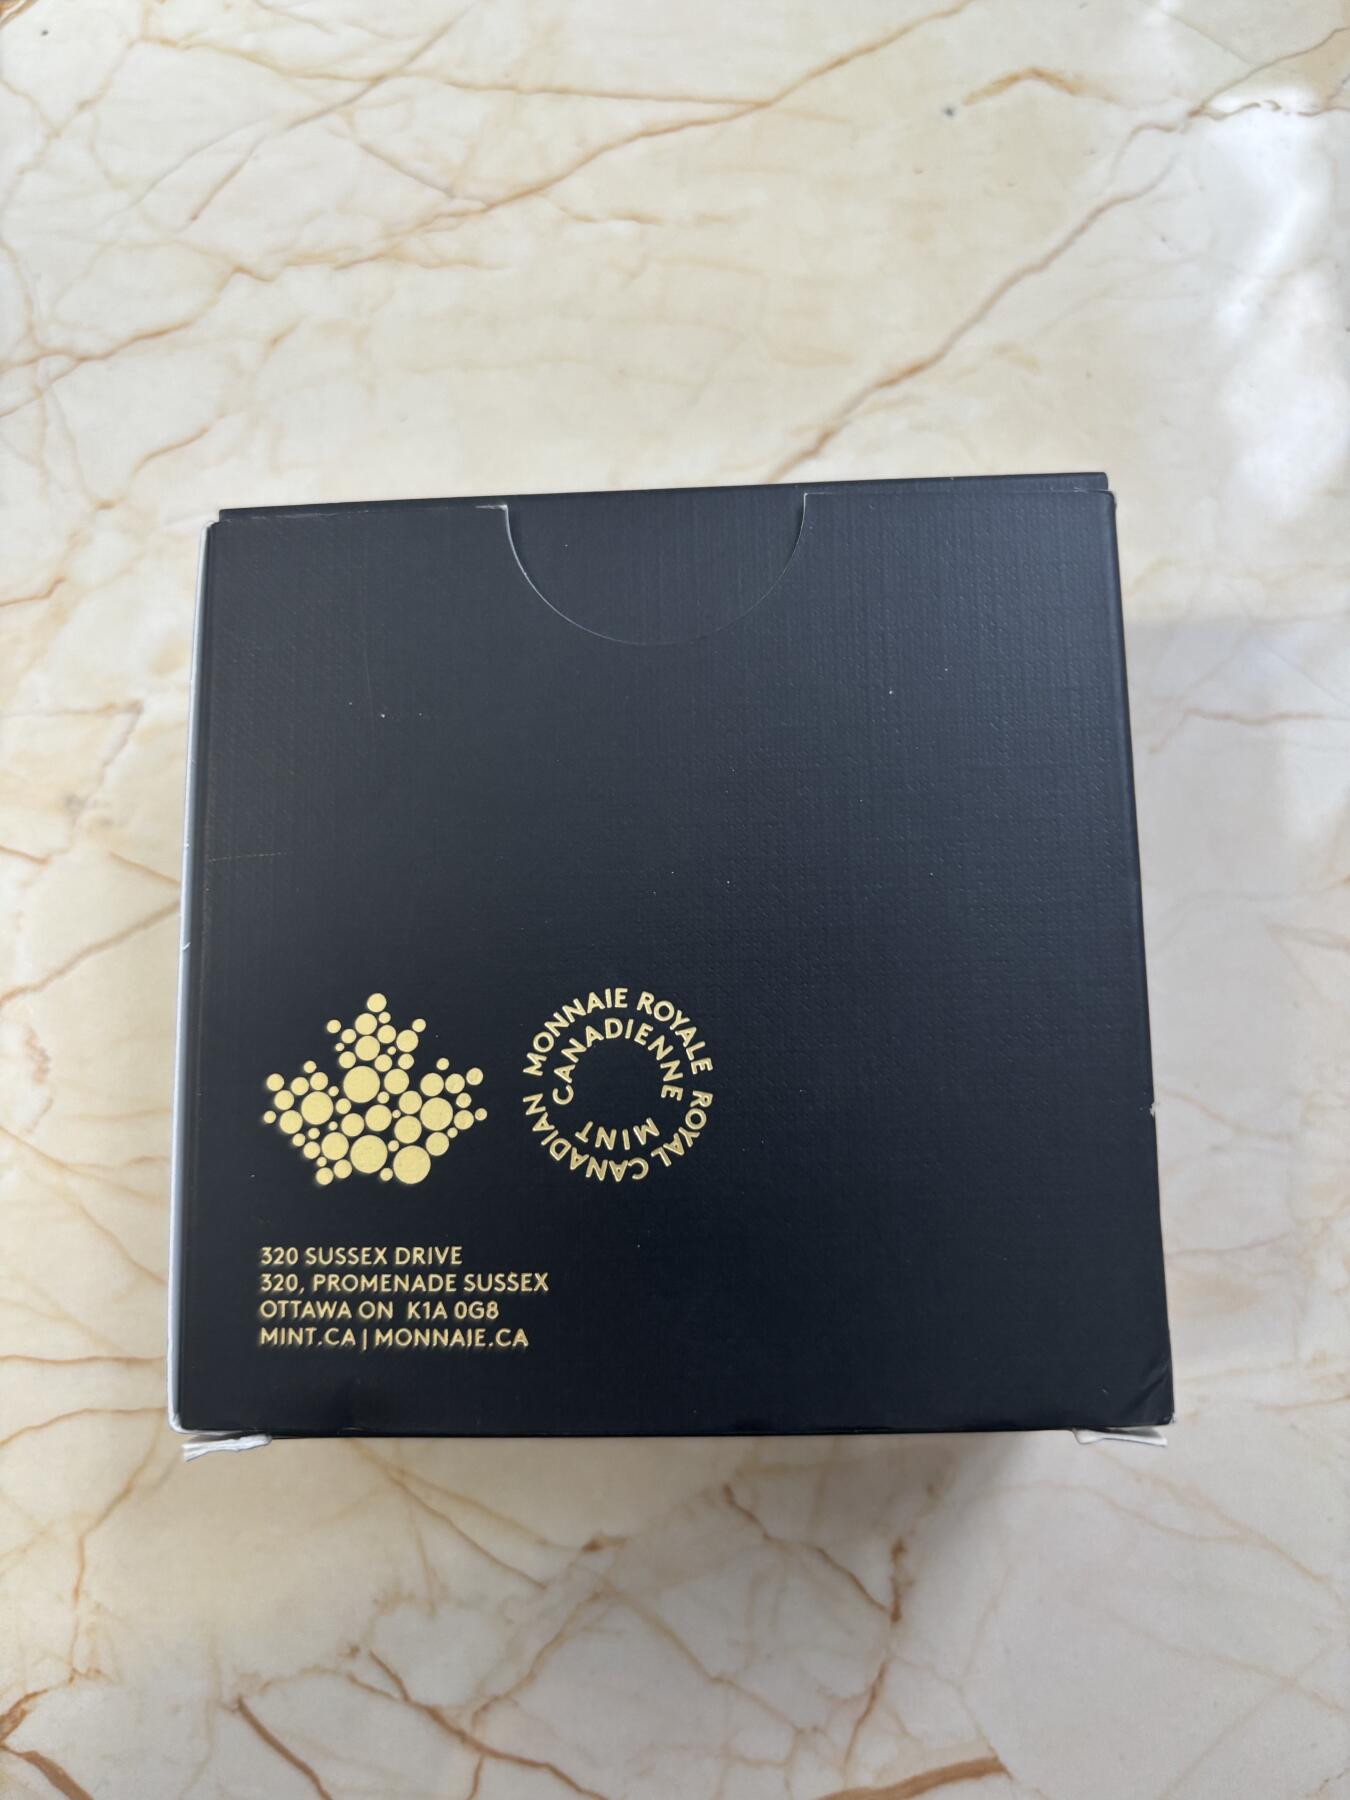 MONNAIE ROYALE
CANADIENNE
ROYAL CANADIAN
MINT
320 SUSSEX DRIVE
320, PROMENADE SUSSEX
OTTAWA ON K1A 0G8
MINT.CA | MONNAIE.CA